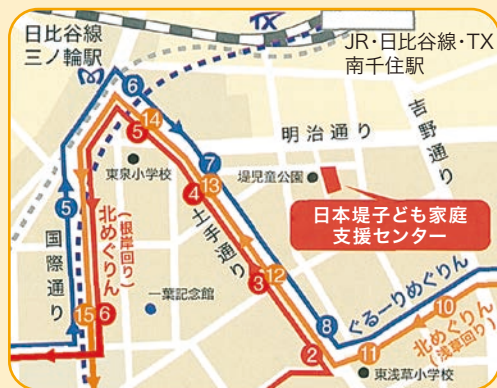 TX
日比谷線
三ノ輪駅
JR・日比谷線・TX
南千住駅
吉野通り
明治通り
6
14
5
7
13
4
東泉小学校
堤児童公園
日本堤子ども家庭
支援センター
5
国際通り
北めぐりん
(根岸回り)
土手通り
一葉記念館
12
3
15
6
8
ぐるーりめぐりん
10
北めぐりん
(浅草回り)
2
11
東浅草小学校